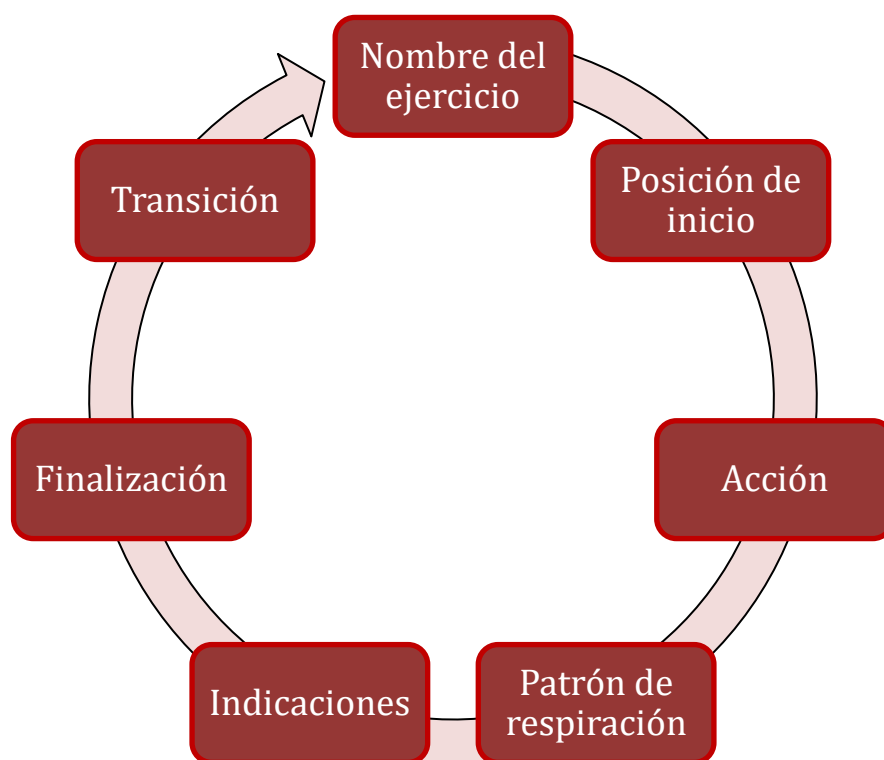 Nombre del
ejercicio
Posición de
inicio
Acción
Patrón de
respiración
Indicaciones
Finalización
Transición